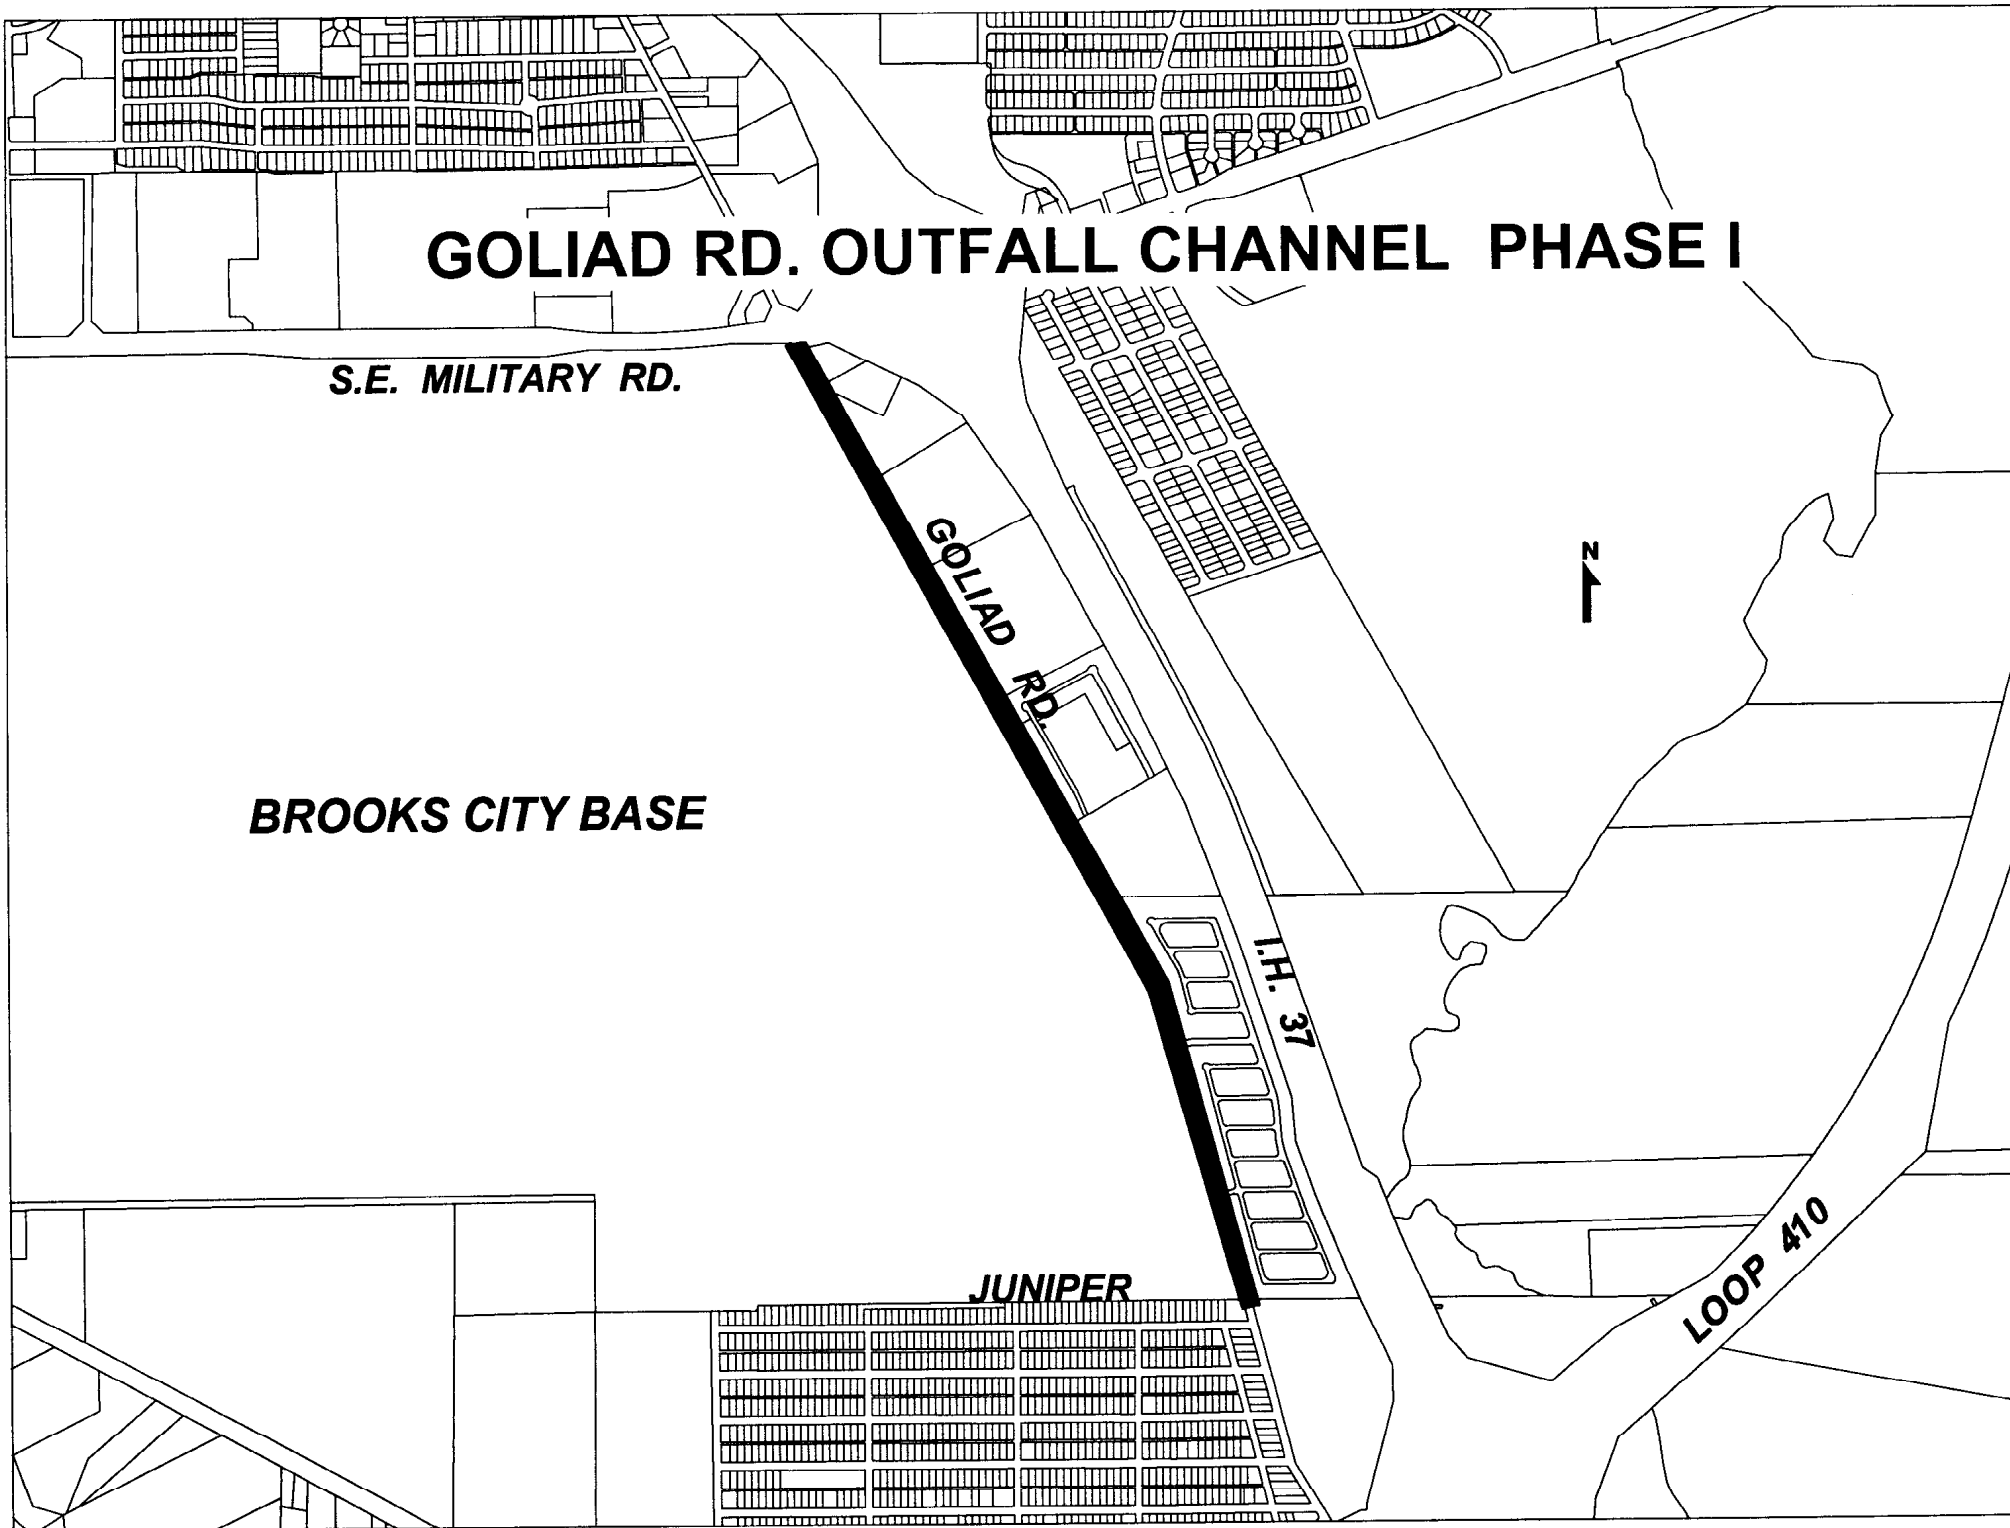 GOLIAD RD. OUTFALL CHANNEL PHASE I
S.E. MILITARY RD.
GOLIAD RD.
N
BROOKS CITY BASE
I.H. 37
LOOP 410
JUNIPER